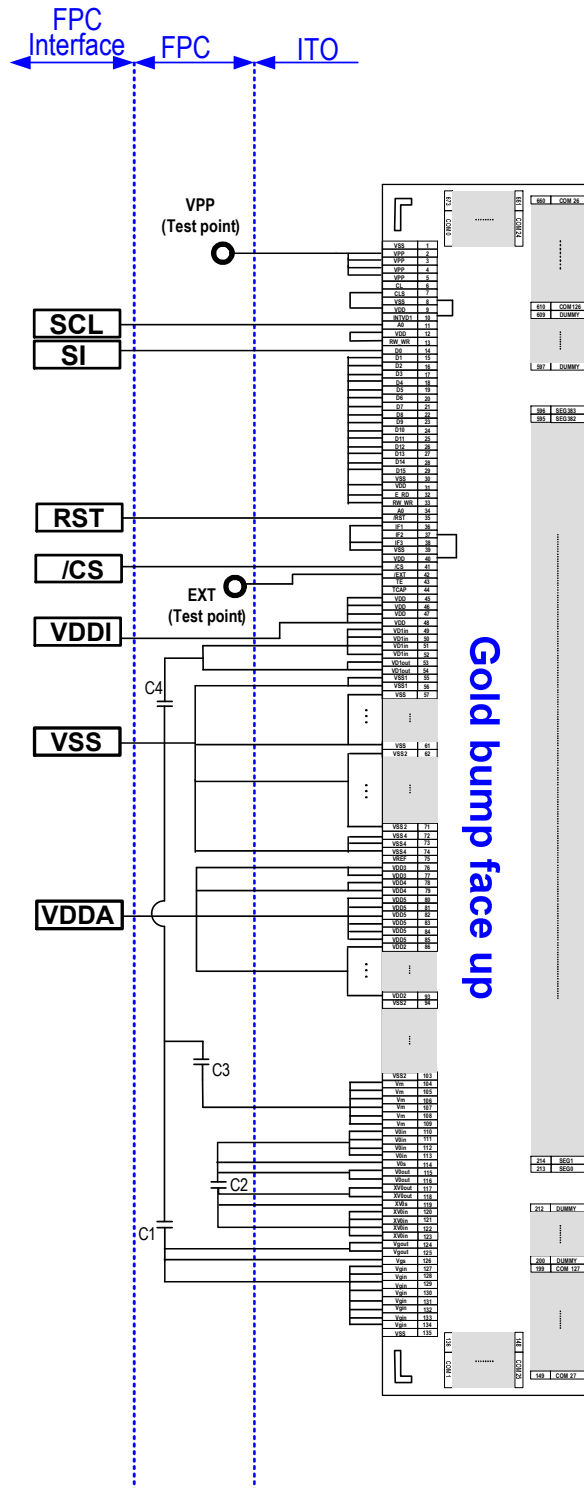 FPC
Interface
FPC
ITO
VPP
(Test point)
SCL
SI
RST
/CS
EXT
(Test point)
VDDI
C4
VSS
VDDA
C3
C2
C1
Gold bump face up
673 COM 0
661 COM 24
VSS 1
VPP 2
VPP 3
VPP 4
VPP 5
CL 6
CLS 7
VSS 8
VDD 9
INTVD1 10
A0 11
VDD 12
RW_WR 13
D0 14
D1 15
D2 16
D3 17
D4 18
D5 19
D6 20
D7 21
D8 22
D9 23
D10 24
D11 25
D12 26
D13 27
D14 28
D15 29
VSS 30
VDD 31
E_RD 32
RW_WR 33
A0 34
/RST 35
IF1 36
IF2 37
IF3 38
VSS 39
VDD 40
/CS 41
/EXT 42
TE 43
TCAP 44
VDD 45
VDD 46
VDD 47
VDD 48
VD1in 49
VD1in 50
VD1in 51
VD1in 52
VD1out 53
VD1out 54
VSS1 55
VSS1 56
VSS 57
VSS 61
VSS2 62
VSS2 71
VSS4 72
VSS4 73
VSS4 74
VREF 75
VDD3 76
VDD3 77
VDD4 78
VDD4 79
VDD5 80
VDD5 81
VDD5 82
VDD5 83
VDD5 84
VDD5 85
VDD2 86
VDD2 93
VSS2 94
VSS2 103
Vm 104
Vm 105
Vm 106
Vm 107
Vm 108
Vm 109
V0in 110
V0in 111
V0in 112
V0in 113
V0s 114
V0out 115
V0out 116
XV0out 117
XV0out 118
XV0s 119
XV0in 120
XV0in 121
XV0in 122
XV0in 123
Vgout 124
Vgout 125
Vgs 126
Vgin 127
Vgin 128
Vgin 129
Vgin 130
Vgin 131
Vgin 132
Vgin 133
Vgin 134
VSS 135
136 COM 1
148 COM 25
660 COM 26
610 COM126
609 DUMMY
597 DUMMY
596 SEG383
595 SEG382
214 SEG1
213 SEG0
212 DUMMY
200 DUMMY
199 COM 127
149 COM 27